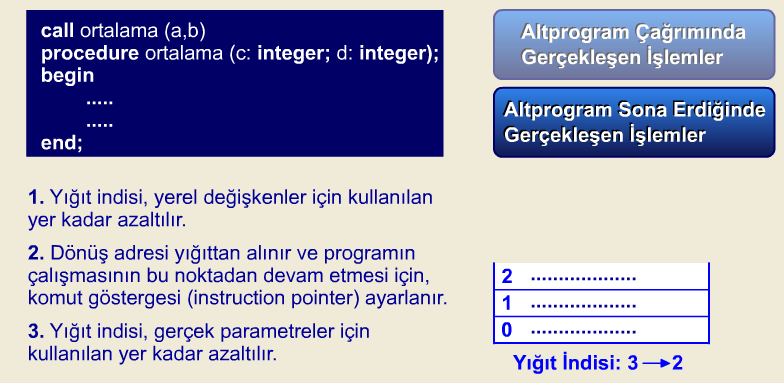 call ortalama (a,b)
procedure ortalama (c: integer; d: integer);
begin
.....
.....
end;
Altprogram Çağrımında
Gerçekleşen İşlemler
Altprogram Sona Erdiğinde
Gerçekleşen İşlemler
1. Yığıt indisi, yerel değişkenler için kullanılan
yer kadar azaltılır.
2. Dönüş adresi yığıttan alınır ve programın
çalışmasının bu noktadan devam etmesi için,
komut göstergesi (instruction pointer) ayarlanır.
3. Yığıt indisi, gerçek parametreler için
kullanılan yer kadar azaltılır.
2 ...................
1 ...................
0 ...................
Yığıt İndisi: 3 → 2